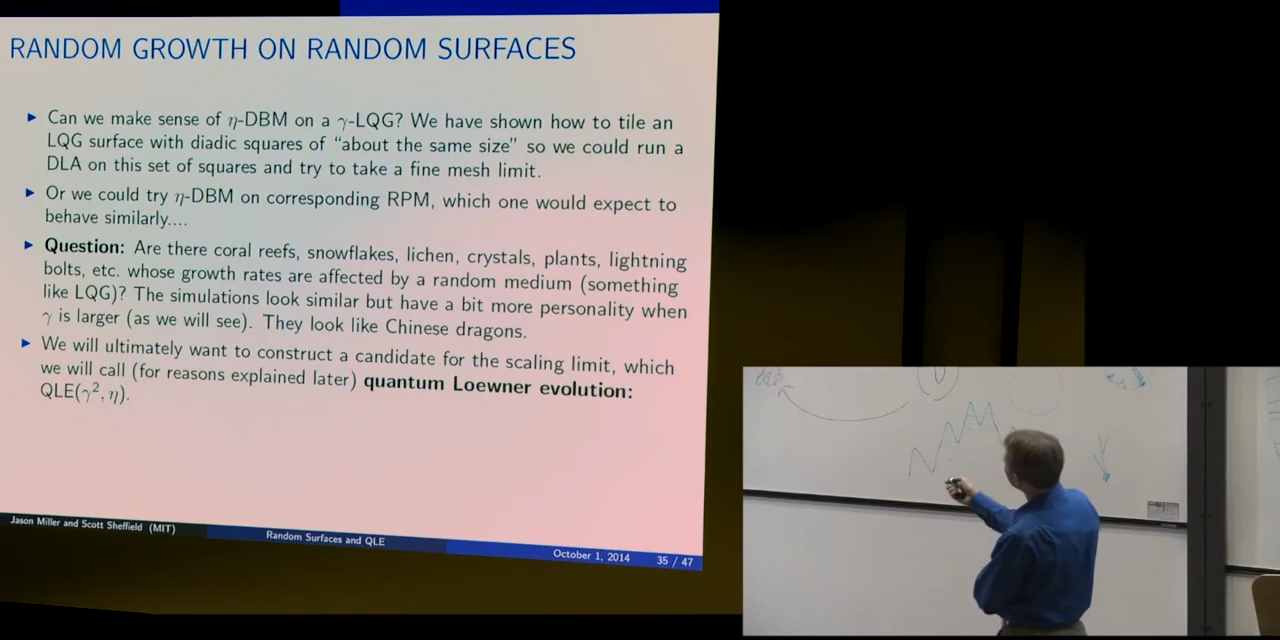 RANDOM GROWTH ON RANDOM SURFACES
Can we make sense of η-DBM on a γ-LQG? We have shown how to tile an
LQG surface with diadic squares of "about the same size" so we could run a
DLA on this set of squares and try to take a fine mesh limit.
Or we could try η-DBM on corresponding RPM, which one would expect to
behave similarly....
Question: Are there coral reefs, snowflakes, lichen, crystals, plants, lightning
bolts, etc. whose growth rates are affected by a random medium (something
like LQG)? The simulations look similar but have a bit more personality when
γ is larger (as we will see). They look like Chinese dragons.
We will ultimately want to construct a candidate for the scaling limit, which
we will call (for reasons explained later) quantum Loewner evolution:
QLE(γ², η).
Jason Miller and Scott Sheffield (MIT)
Random Surfaces and QLE
October 1, 2014
35 / 47